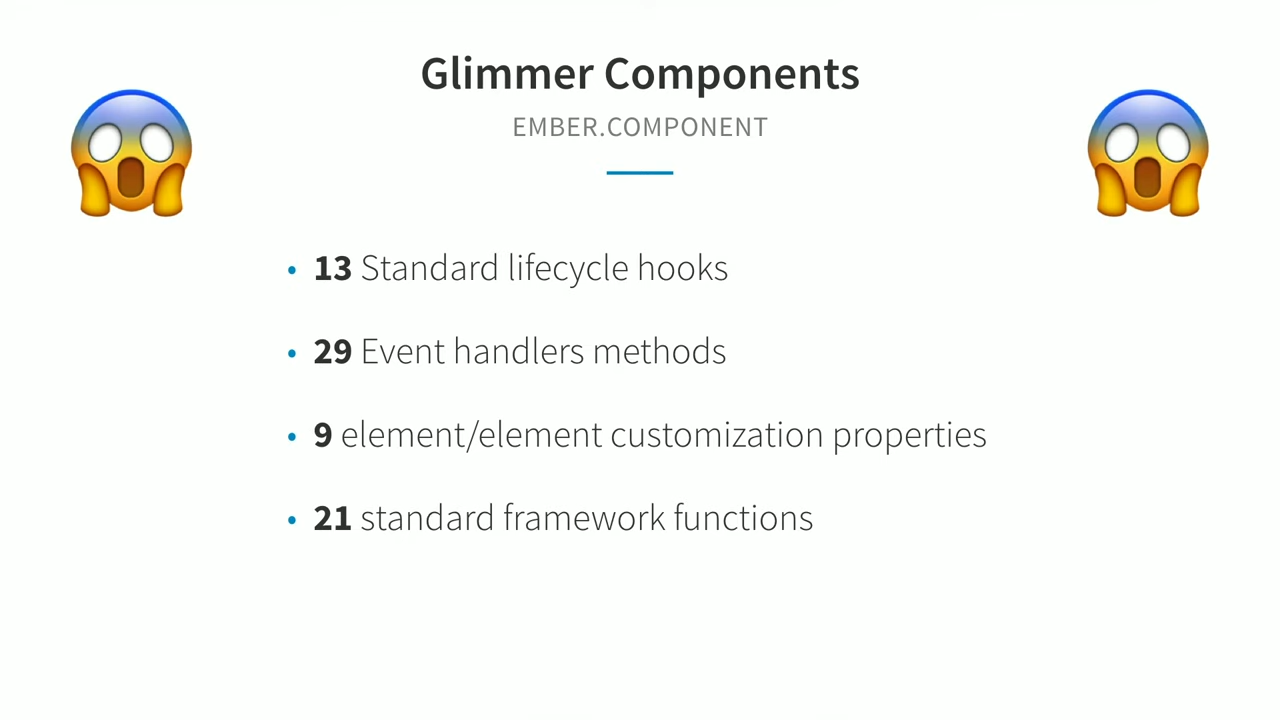 Glimmer Components
EMBER.COMPONENT
• 13 Standard lifecycle hooks
• 29 Event handlers methods
• 9 element/element customization properties
• 21 standard framework functions